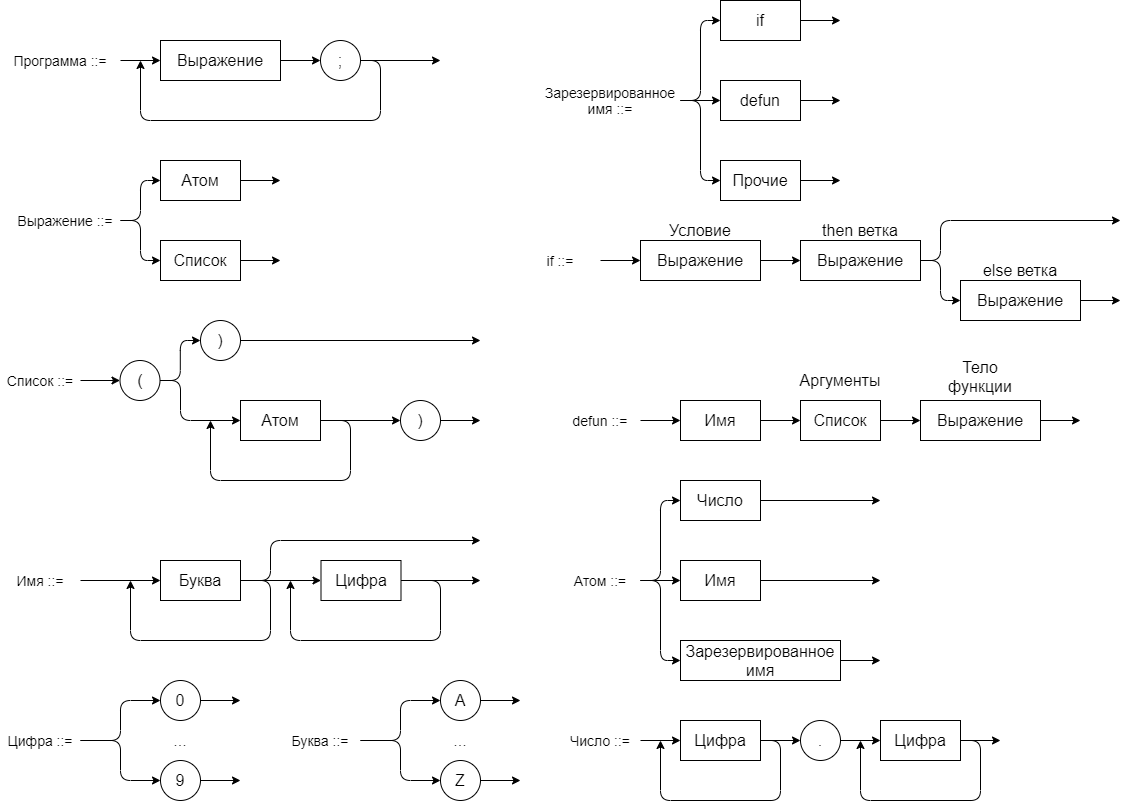 Программа ::=
Выражение
;
Выражение ::=
Атом
Список
Список ::=
(
)
Атом
)
Имя ::=
Буква
Цифра
Цифра ::=
0
...
9
Буква ::=
A
...
Z
Зарезервированное
имя ::=
if
defun
Прочие
if ::=
Условие
Выражение
then ветка
Выражение
else ветка
Выражение
defun ::=
Имя
Аргументы
Список
Тело
функции
Выражение
Атом ::=
Число
Имя
Зарезервированное
имя
Число ::=
Цифра
.
Цифра